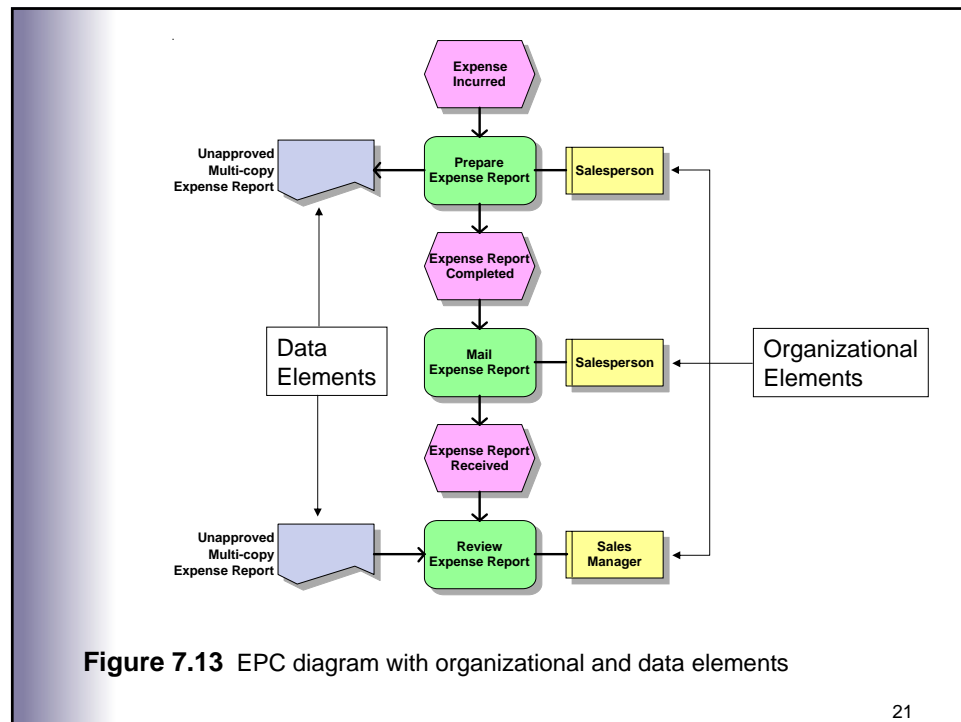 Expense
Incurred
Unapproved
Multi-copy
Expense Report
Prepare
Expense Report
Salesperson
Expense Report
Completed
Data
Elements
Mail
Expense Report
Salesperson
Organizational
Elements
Expense Report
Received
Unapproved
Multi-copy
Expense Report
Review
Expense Report
Sales
Manager
Figure 7.13 EPC diagram with organizational and data elements
21